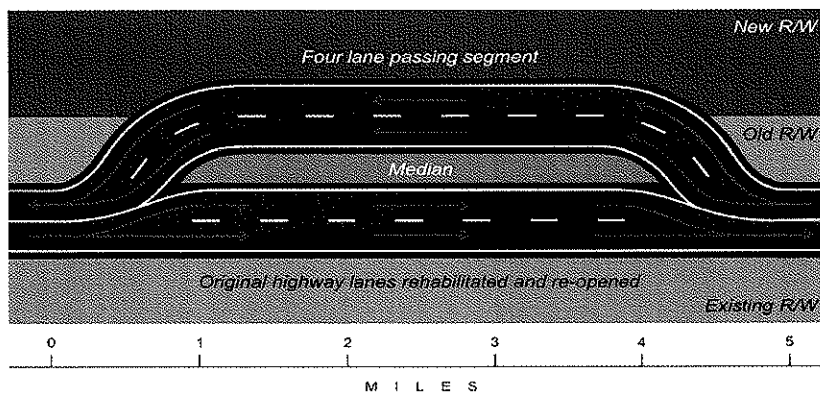 New R/W
Four lane passing segment
Old R/W
Median
Original highway lanes rehabilitated and re-opened
Existing R/W
0 1 2 3 4 5
MILES